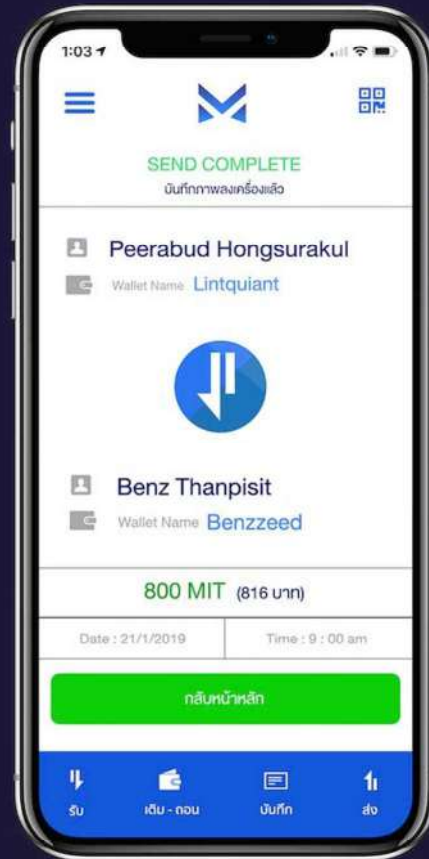 1:03
SEND COMPLETE
บันทึกภาพลงเครื่องแล้ว
Peerabud Hongsurakul
Wallet Name Lintquiant
Benz Thanpisit
Wallet Name Benzzeed
800 MIT (816 บาท)
Date : 21/1/2019 Time : 9 : 00 am
กลับหน้าหลัก
รับ เติม - ถอน บันทึก ส่ง